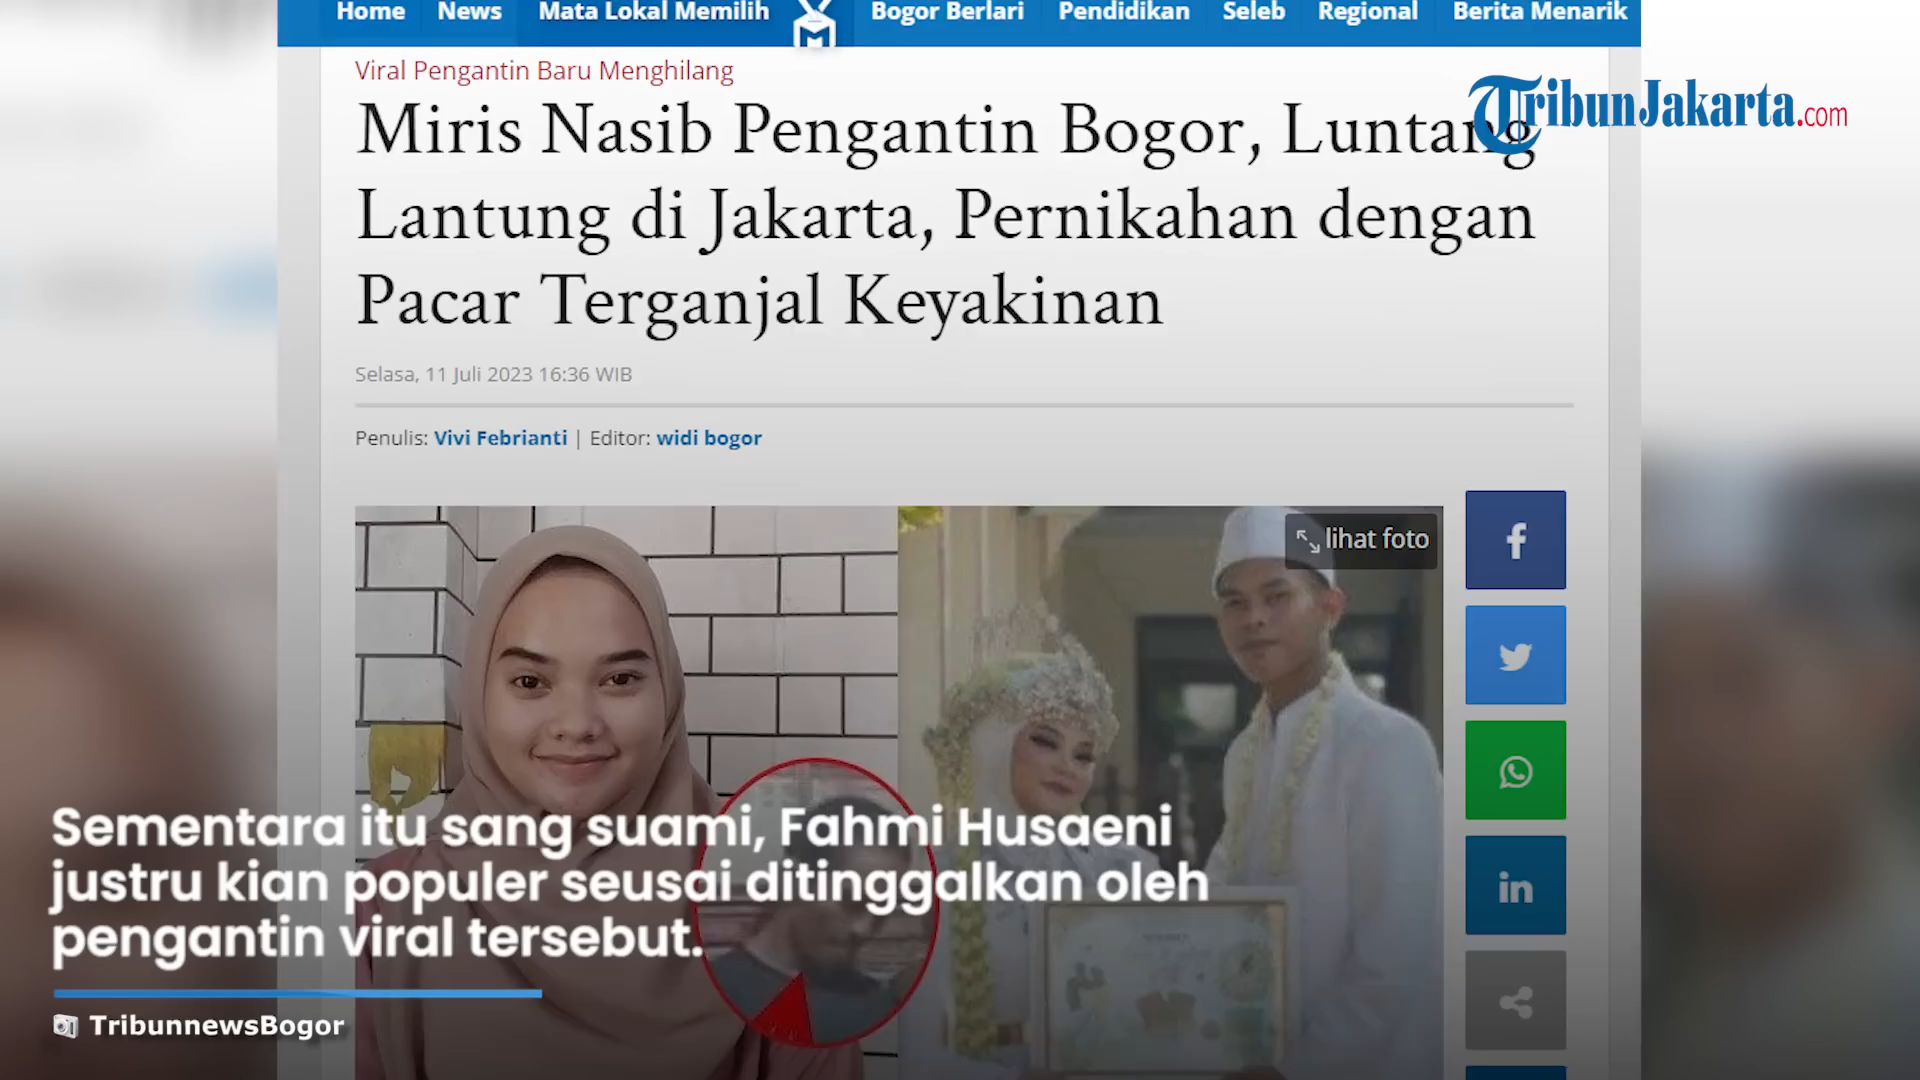 Home News Mata Lokal Memilih Bogor Berlari Pendidikan Seleb Regional Berita Menarik
Viral Pengantin Baru Menghilang
TribunJakarta.com
Miris Nasib Pengantin Bogor, Luntang
Lantung di Jakarta, Pernikahan dengan
Pacar Terganjal Keyakinan
Selasa, 11 Juli 2023 16:36 WIB
Penulis: Vivi Febrianti | Editor: widi bogor
lihat foto
Sementara itu sang suami, Fahmi Husaeni
justru kian populer seusai ditinggalkan oleh
pengantin viral tersebut.
TribunnewsBogor